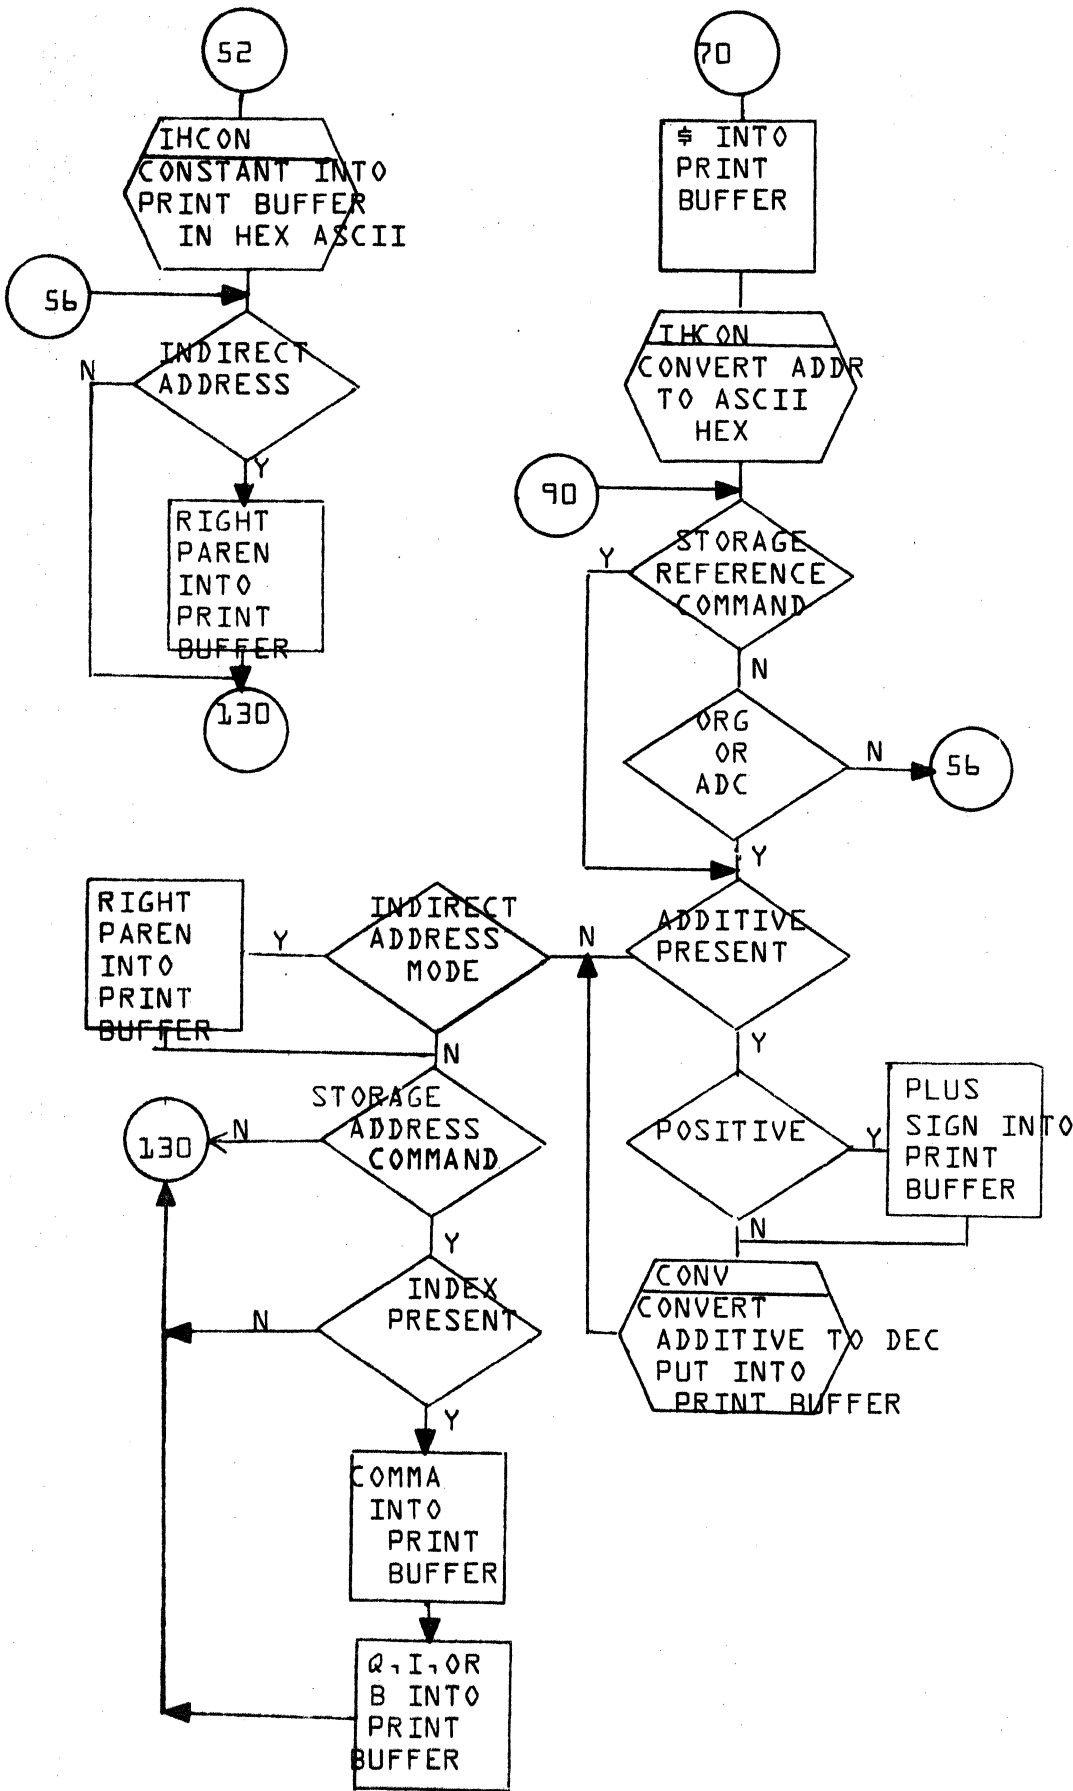 52
IHCON
CONSTANT INTO
PRINT BUFFER
IN HEX ASCII
56
INDIRECT
ADDRESS
N
Y
RIGHT
PAREN
INTO
PRINT
BUFFER
130
70
$ INTO
PRINT
BUFFER
IHCON
CONVERT ADDR
TO ASCII
HEX
90
STORAGE
REFERENCE
COMMAND
Y
N
ORG
OR
ADC
N
56
Y
ADDITIVE
PRESENT
N
Y
INDIRECT
ADDRESS
MODE
Y
RIGHT
PAREN
INTO
PRINT
BUFFER
N
POSITIVE
Y
PLUS
SIGN INTO
PRINT
BUFFER
N
CONV
CONVERT
ADDITIVE TO DEC
PUT INTO
PRINT BUFFER
STORAGE
ADDRESS
COMMAND
N
130
Y
INDEX
PRESENT
N
Y
COMMA
INTO
PRINT
BUFFER
Q,I,OR
B INTO
PRINT
BUFFER